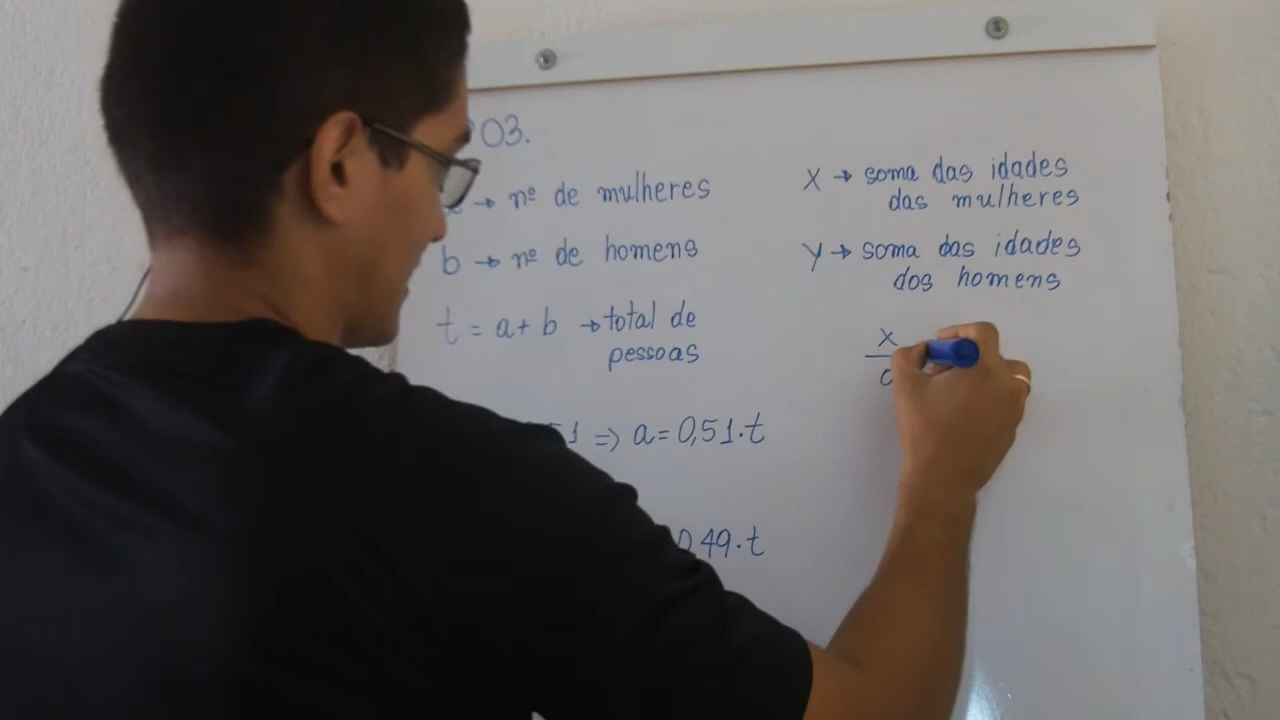 03.
→ nº de mulheres
b → nº de homens
t = a + b → total de
pessoas
51 => a = 0,51.t
0,49.t
x → soma das idades
das mulheres
y → soma das idades
dos homens
x